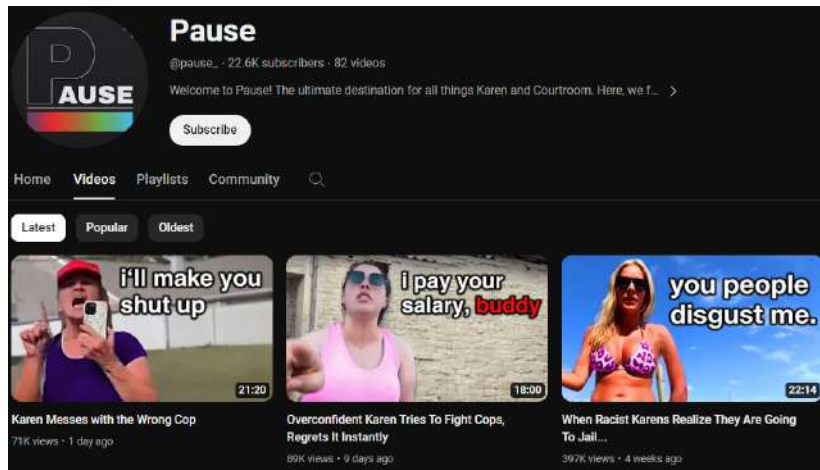 PAUSE
Pause
@pause_ · 22.6K subscribers · 82 videos
Welcome to Pause! The ultimate destination for all things Karen and Courtroom. Here, we f...
Subscribe
Home Videos Playlists Community
Latest Popular Oldest
i'll make you
shut up
21:20
i pay your
salary, buddy
18:00
you people
disgust me.
22:14
Karen Messes with the Wrong Cop
71K views · 1 day ago
Overconfident Karen Tries To Fight Cops,
Regrets It Instantly
89K views · 9 days ago
When Racist Karens Realize They Are Going
To Jail...
397K views · 4 weeks ago